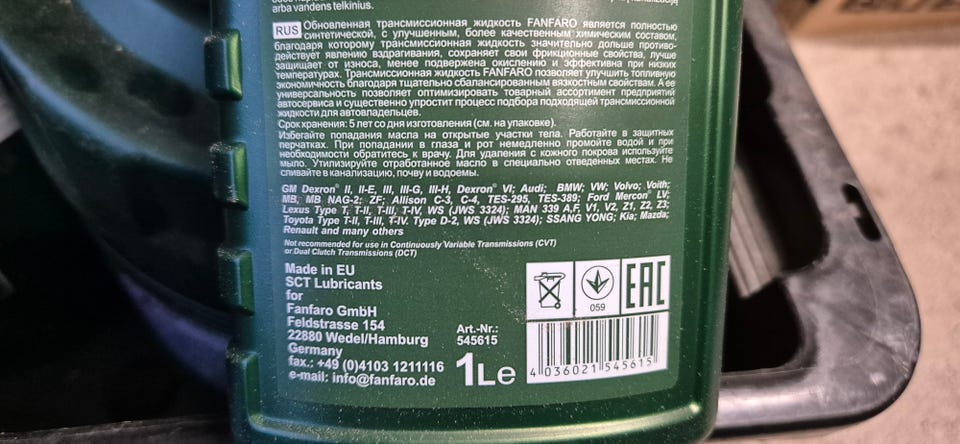 arba vandens telkinius.
RUS Обновленная трансмиссионная жидкость FANFARO является полностью
синтетической, с улучшенным, более качественным химическим составом,
благодаря которому трансмиссионная жидкость значительно дольше противо-
действует явлению вздрагивания, сохраняет свои фрикционные свойства, лучше
защищает от износа, менее подвержена окислению и эффективна при низких
температурах. Трансмиссионная жидкость FANFARO позволяет улучшить топливную
экономичность благодаря тщательно сбалансированным вязкостным свойствам. А ее
универсальность позволяет оптимизировать товарный ассортимент предприятий
автосервиса и существенно упростит процесс подбора подходящей трансмиссионной
жидкости для автовладельцев.
Срок хранения: 5 лет со дня изготовления (см. на упаковке).
Избегайте попадания масла на открытые участки тела. Работайте в защитных
перчатках. При попадании в глаза и рот немедленно промойте водой и при
необходимости обратитесь к врачу. Для удаления с кожного покрова используйте
мыло. Утилизируйте отработанное масло в специально отведенных местах. Не
сливайте в канализацию, почву и водоемы.
GM Dexron® II, II-E, III, III-G, III-H, Dexron® VI; Audi; BMW; VW; Volvo; Voith;
MB, MB NAG-2; ZF; Allison C-3, C-4, TES-295, TES-389; Ford Mercon® LV;
Lexus Type T, T-II, T-III, T-IV, WS (JWS 3324); MAN 339 A,F, V1, V2, Z1, Z2, Z3;
Toyota Type T-II, T-III, T-IV, Type D-2, WS (JWS 3324); SSANG YONG; Kia; Mazda;
Renault and many others
Not recommended for use in Continuously Variable Transmissions (CVT)
or Dual Clutch Transmissions (DCT)
Made in EU
SCT Lubricants
for
Fanfaro GmbH
Feldstrasse 154
22880 Wedel/Hamburg
Germany
fax.: +49 (0)4103 1211116
e-mail: info@fanfaro.de
Art.-Nr.:
545615
1L e
059
EAC
4 036021 545615